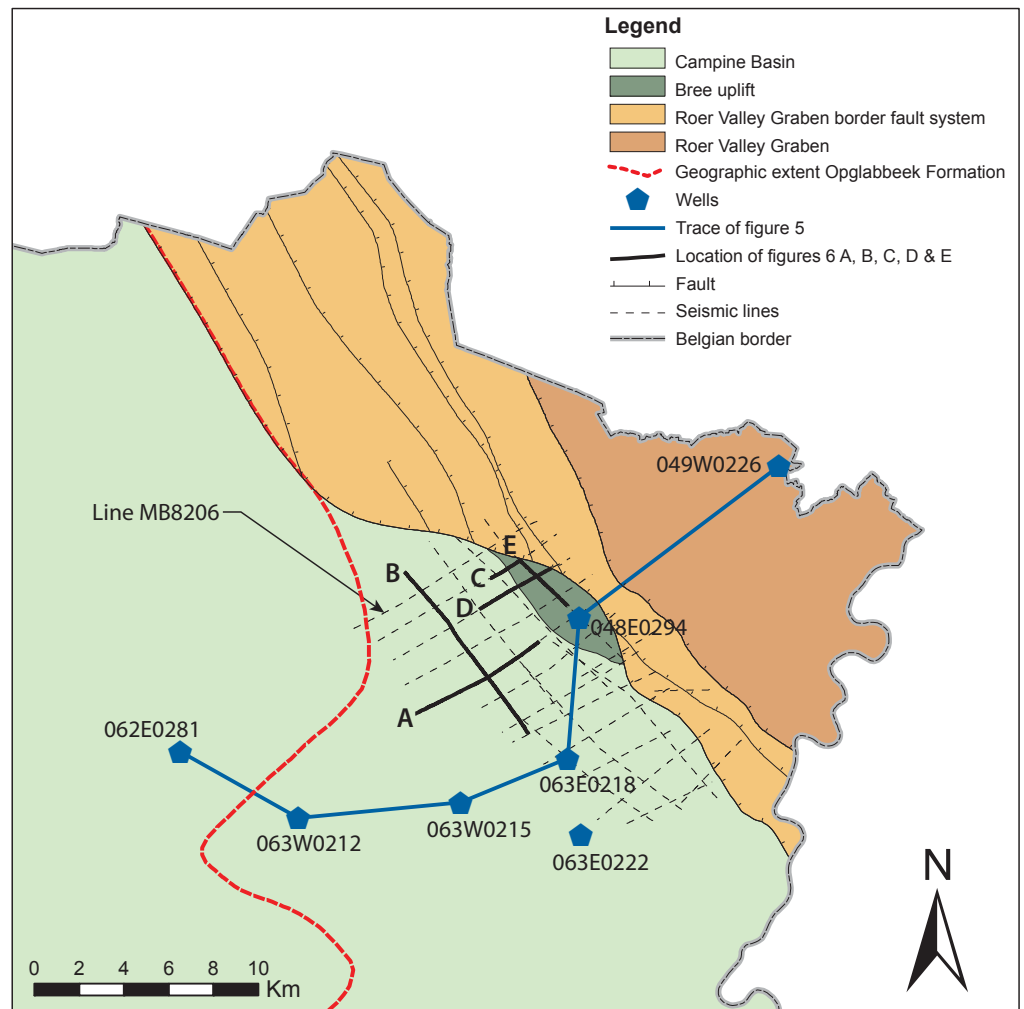 Legend
Campine Basin
Bree uplift
Roer Valley Graben border fault system
Roer Valley Graben
Geographic extent Opglabbeek Formation
Wells
Trace of figure 5
Location of figures 6 A, B, C, D & E
Fault
Seismic lines
Belgian border
049W0226
Line MB8206
E
B
C
D
048E0294
A
062E0281
063E0218
063W0215
063W0212
063E0222
N
0 2 4 6 8 10
Km